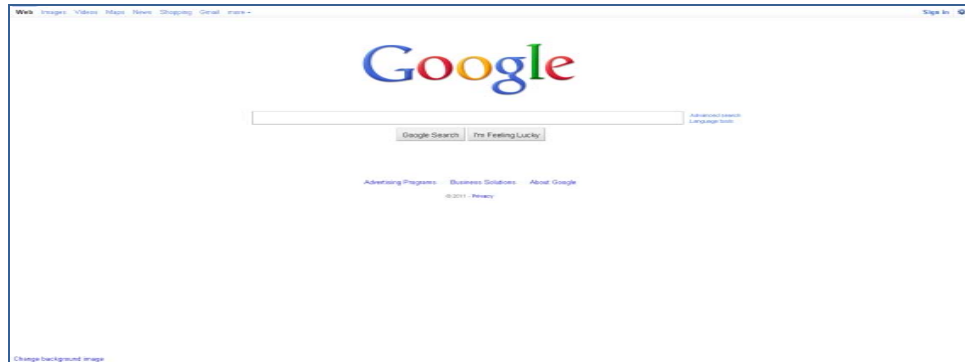 Web Images Videos Maps News Shopping Gmail more
Sign in
Google
Advanced search
Language tools
Google Search I'm Feeling Lucky
Advertising Programs Business Solutions About Google
© 2011 - Privacy
Change background image